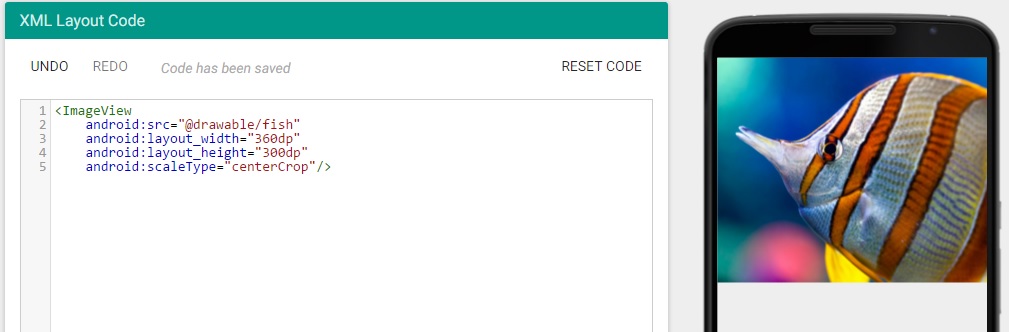 XML Layout Code
UNDO REDO Code has been saved RESET CODE
1 <ImageView
2 android:src="@drawable/fish"
3 android:layout_width="360dp"
4 android:layout_height="300dp"
5 android:scaleType="centerCrop"/>